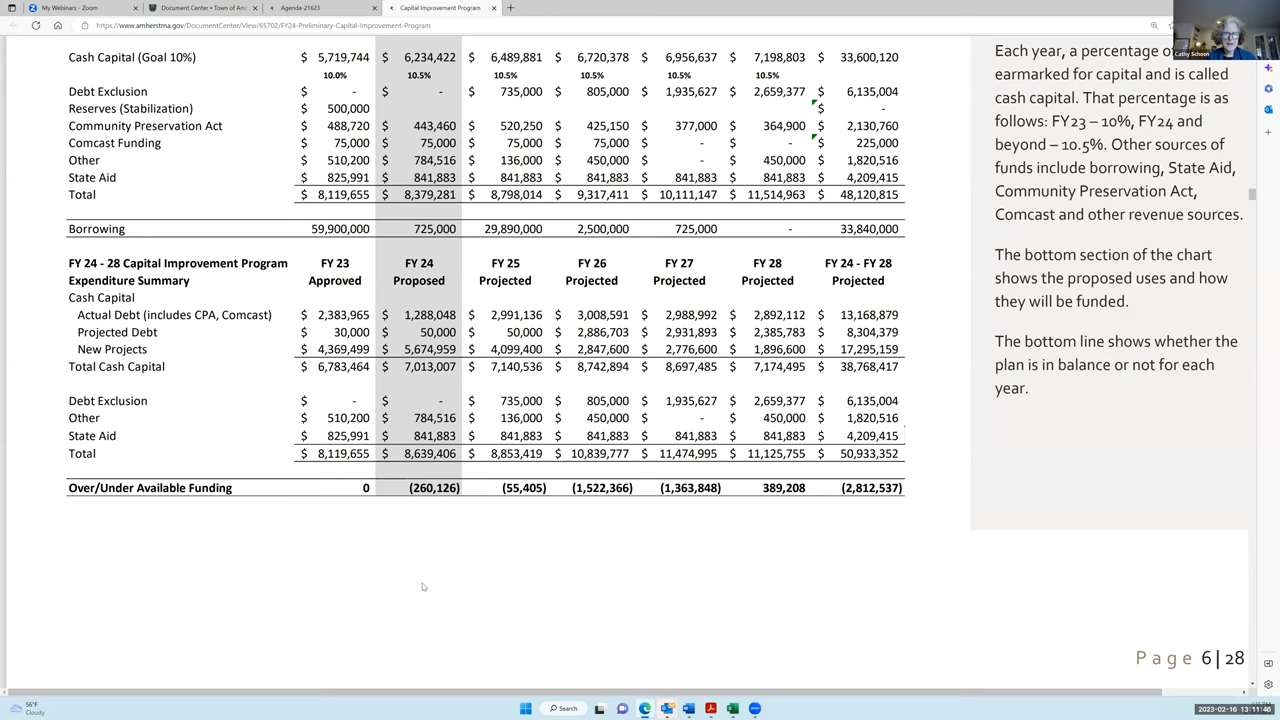 My Webinars - Zoom
Document Center • Town of Am
Agenda-21623
Capital Improvement Program
https://www.amherstma.gov/DocumentCenter/View/65702/FY24-Preliminary-Capital-Improvement-Program
Cathy Schoen
Cash Capital (Goal 10%) $ 5,719,744 $ 6,234,422 $ 6,489,881 $ 6,720,378 $ 6,956,637 $ 7,198,803 $ 33,600,120
10.0% 10.5% 10.5% 10.5% 10.5% 10.5%
Debt Exclusion $ - $ - $ 735,000 $ 805,000 $ 1,935,627 $ 2,659,377 $ 6,135,004
Reserves (Stabilization) $ 500,000 $ -
Community Preservation Act $ 488,720 $ 443,460 $ 520,250 $ 425,150 $ 377,000 $ 364,900 $ 2,130,760
Comcast Funding $ 75,000 $ 75,000 $ 75,000 $ 75,000 $ - $ - $ 225,000
Other $ 510,200 $ 784,516 $ 136,000 $ 450,000 $ - $ 450,000 $ 1,820,516
State Aid $ 825,991 $ 841,883 $ 841,883 $ 841,883 $ 841,883 $ 841,883 $ 4,209,415
Total $ 8,119,655 $ 8,379,281 $ 8,798,014 $ 9,317,411 $ 10,111,147 $ 11,514,963 $ 48,120,815
Borrowing 59,900,000 725,000 29,890,000 2,500,000 725,000 - 33,840,000
FY 24 - 28 Capital Improvement Program FY 23 FY 24 FY 25 FY 26 FY 27 FY 28 FY 24 - FY 28
Expenditure Summary Approved Proposed Projected Projected Projected Projected Projected
Cash Capital
Actual Debt (includes CPA, Comcast) $ 2,383,965 $ 1,288,048 $ 2,991,136 $ 3,008,591 $ 2,988,992 $ 2,892,112 $ 13,168,879
Projected Debt $ 30,000 $ 50,000 $ 50,000 $ 2,886,703 $ 2,931,893 $ 2,385,783 $ 8,304,379
New Projects $ 4,369,499 $ 5,674,959 $ 4,099,400 $ 2,847,600 $ 2,776,600 $ 1,896,600 $ 17,295,159
Total Cash Capital $ 6,783,464 $ 7,013,007 $ 7,140,536 $ 8,742,894 $ 8,697,485 $ 7,174,495 $ 38,768,417
Debt Exclusion $ - $ - $ 735,000 $ 805,000 $ 1,935,627 $ 2,659,377 $ 6,135,004
Other $ 510,200 $ 784,516 $ 136,000 $ 450,000 $ - $ 450,000 $ 1,820,516
State Aid $ 825,991 $ 841,883 $ 841,883 $ 841,883 $ 841,883 $ 841,883 $ 4,209,415
Total $ 8,119,655 $ 8,639,406 $ 8,853,419 $ 10,839,777 $ 11,474,995 $ 11,125,755 $ 50,933,352
Over/Under Available Funding 0 (260,126) (55,405) (1,522,366) (1,363,848) 389,208 (2,812,537)
Each year, a percentage
earmarked for capital and is called
cash capital. That percentage is as
follows: FY23 – 10%, FY24 and
beyond – 10.5%. Other sources of
funds include borrowing, State Aid,
Community Preservation Act,
Comcast and other revenue sources.
The bottom section of the chart
shows the proposed uses and how
they will be funded.
The bottom line shows whether the
plan is in balance or not for each
year.
Page 6|28
56°F
Cloudy
Search
2023-02-16 13:11:46